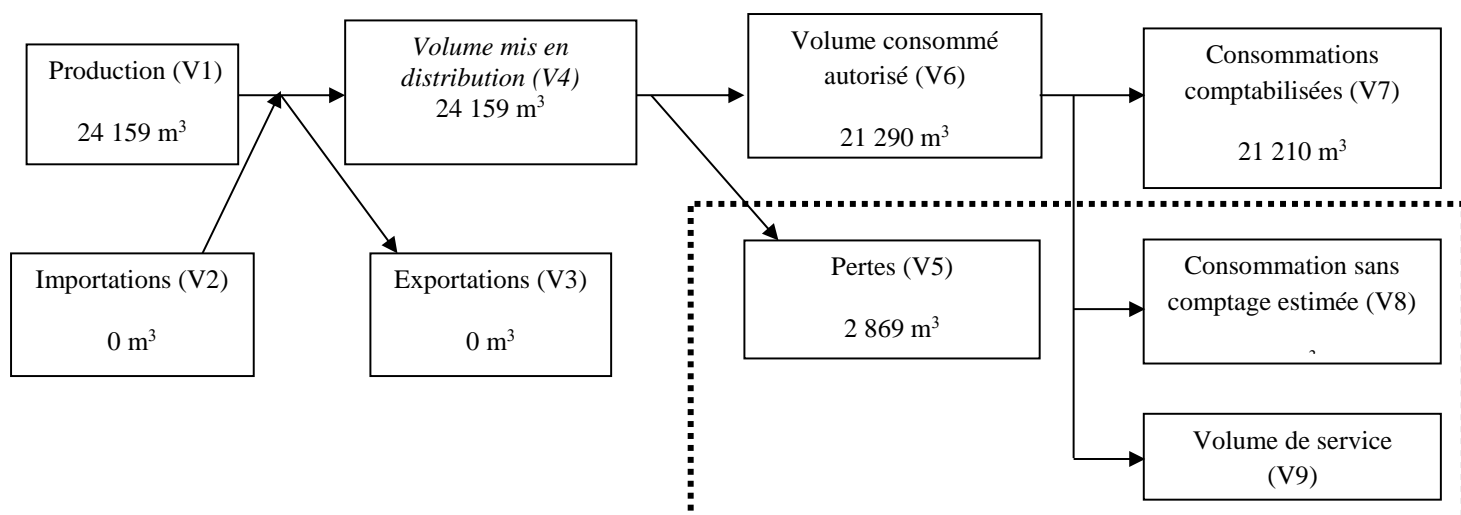 Production (V1)
24 159 m³
Volume mis en
distribution (V4)
24 159 m³
Volume consommé
autorisé (V6)
21 290 m³
Consommations
comptabilisées (V7)
21 210 m³
Importations (V2)
0 m³
Exportations (V3)
0 m³
Pertes (V5)
2 869 m³
Consommation sans
comptage estimée (V8)
Volume de service
(V9)